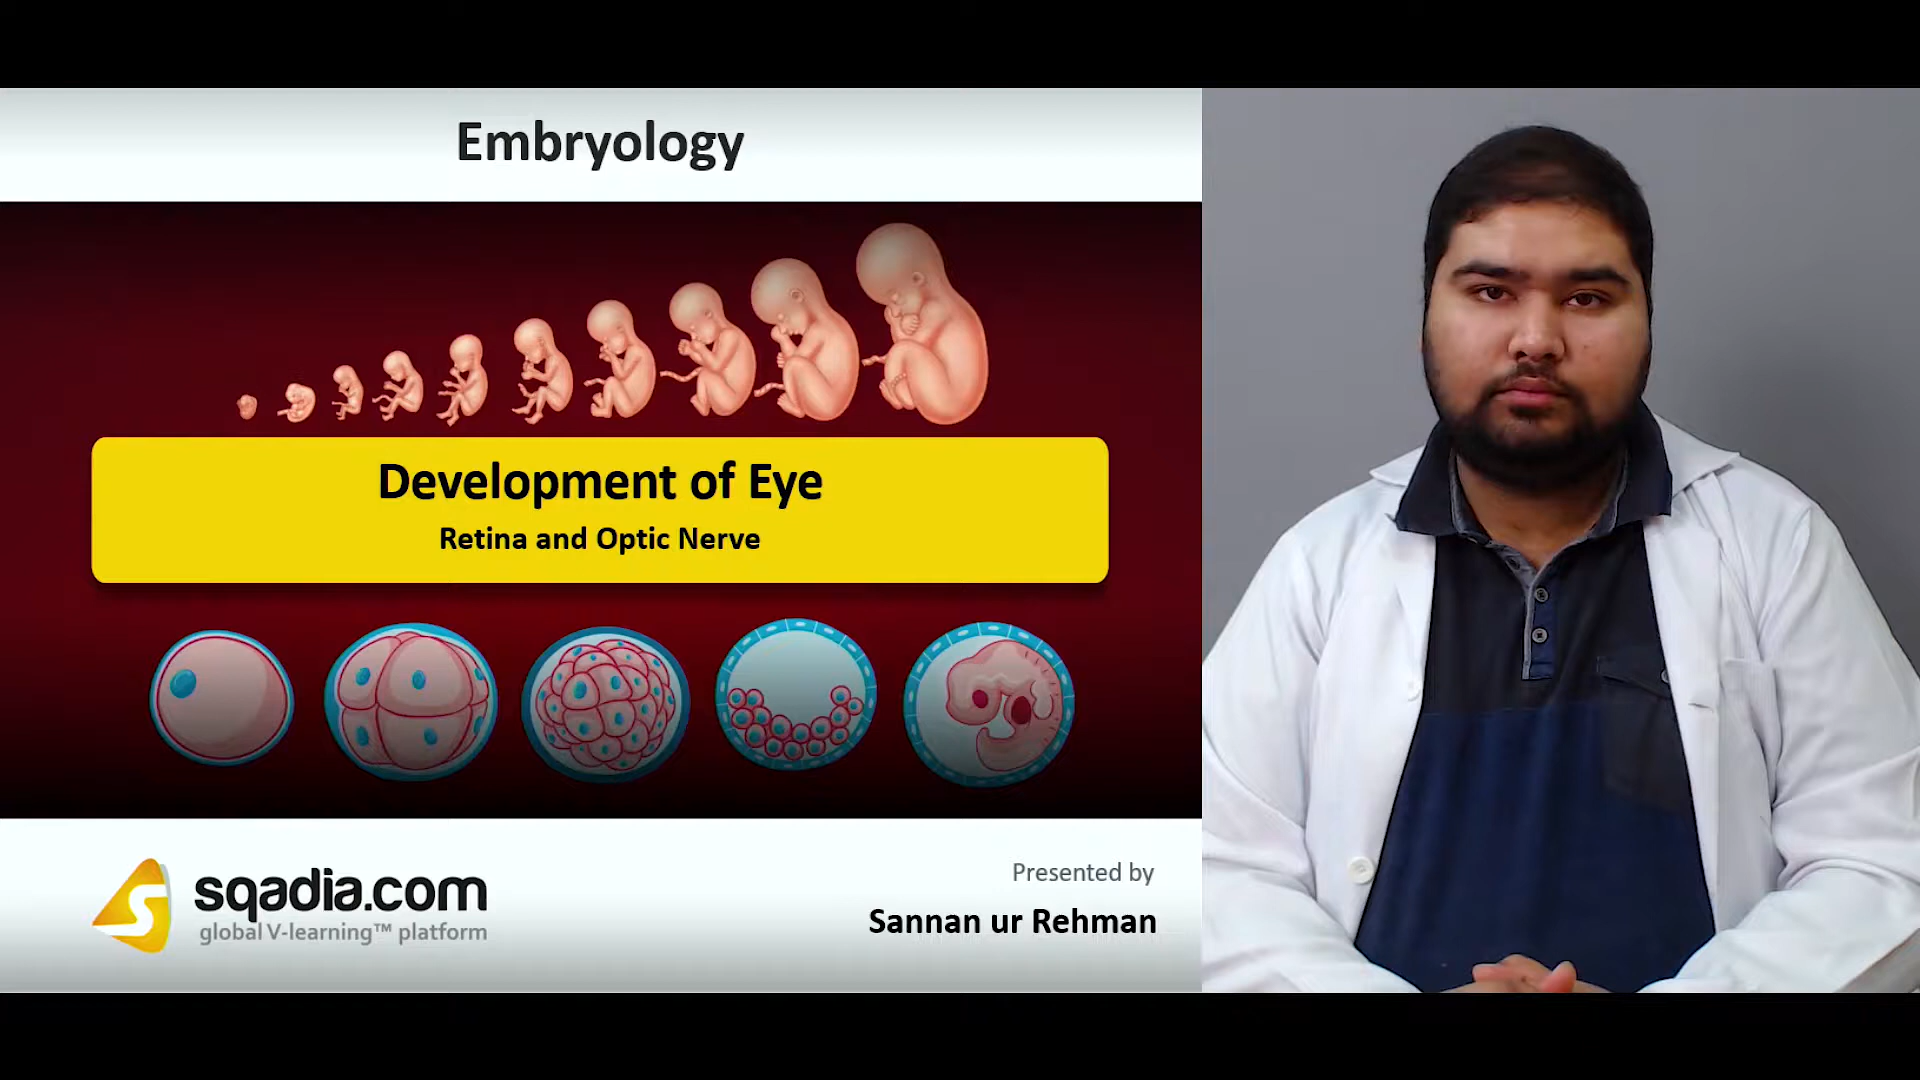 Embryology
Development of Eye
Retina and Optic Nerve
sqadia.com
global V-learning™ platform
Presented by
Sannan ur Rehman